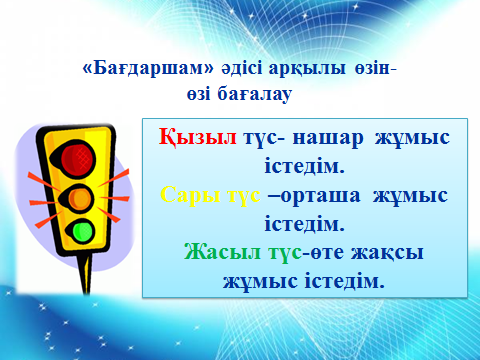 «Бағдаршам» әдісі арқылы өзін-
өзі бағалау
Қызыл түс- нашар жұмыс
істедім.
Сары түс –орташа жұмыс
істедім.
Жасыл түс-өте жақсы
жұмыс істедім.